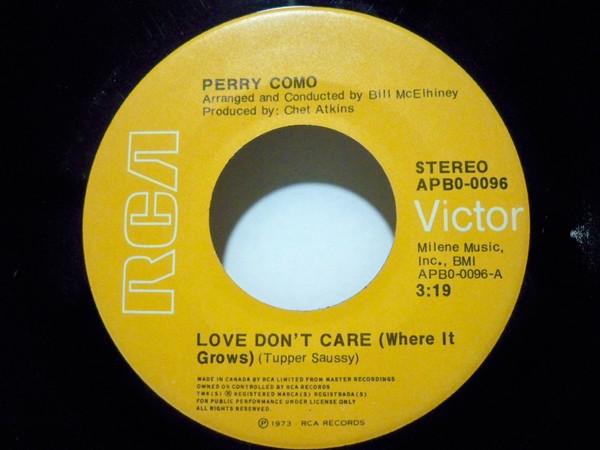 PERRY COMO
Arranged and Conducted by Bill McElhiney
Produced by: Chet Atkins
RCA
STEREO
APB0-0096
Victor
Milene Music,
Inc., BMI
APB0-0096-A
3:19
LOVE DON'T CARE (Where It
Grows) (Tupper Saussy)
MADE IN CANADA BY RCA LIMITED FROM MASTER RECORDINGS
OWNED OR CONTROLLED BY RCA RECORDS
TMK(S) ® REGISTERED MARCA(S) REGISTRADA(S)
FOR PUBLIC PERFORMANCE UNDER LICENSE ONLY
ALL RIGHTS RESERVED.
℗ 1973 - RCA RECORDS